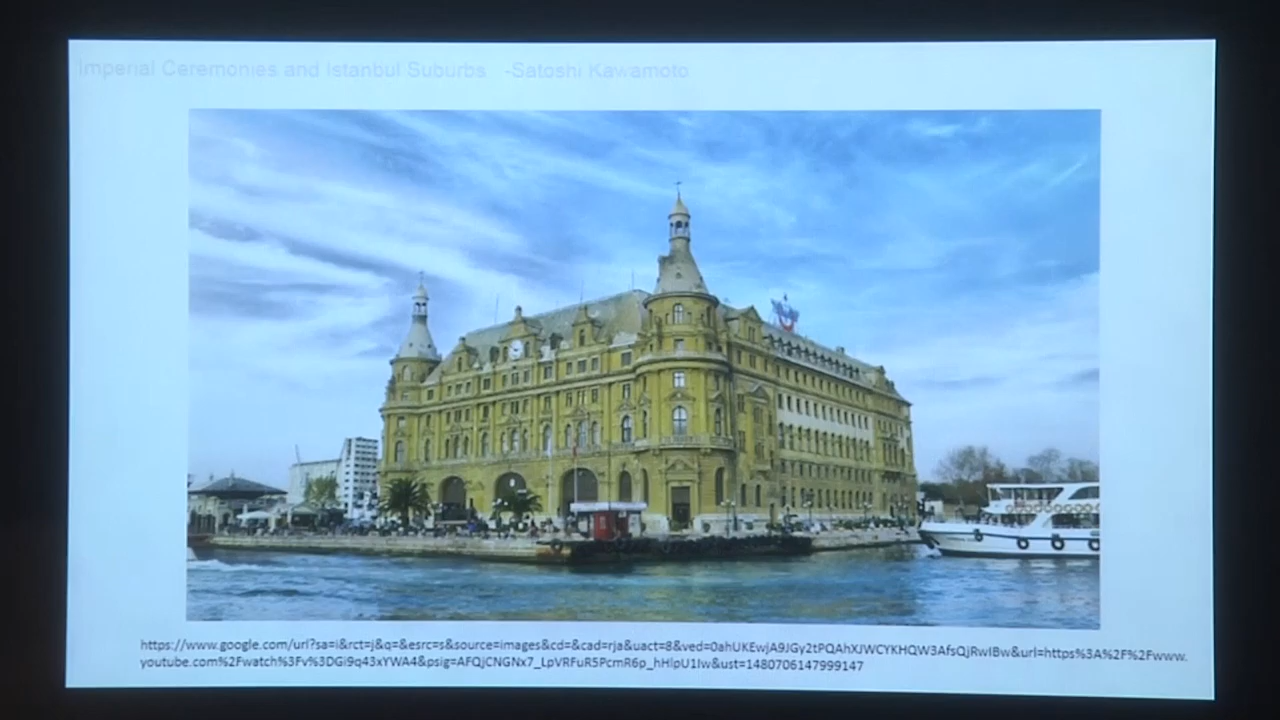 Imperial Ceremonies and Istanbul Suburbs -Satoshi Kawamoto
https://www.google.com/url?sa=i&rct=j&q=&esrc=s&source=images&cd=&cad=rja&uact=8&ved=0ahUKEwjA9JGy2tPQAhXJWCYKHQW3AfsQjRwIBw&url=https%3A%2F%2Fwww.
youtube.com%2Fwatch%3Fv%3DGi9q43xYWA4&psig=AFQjCNGNx7_LpVRFuR5PcmR6p_hHlpU1Iw&ust=1480706147999147